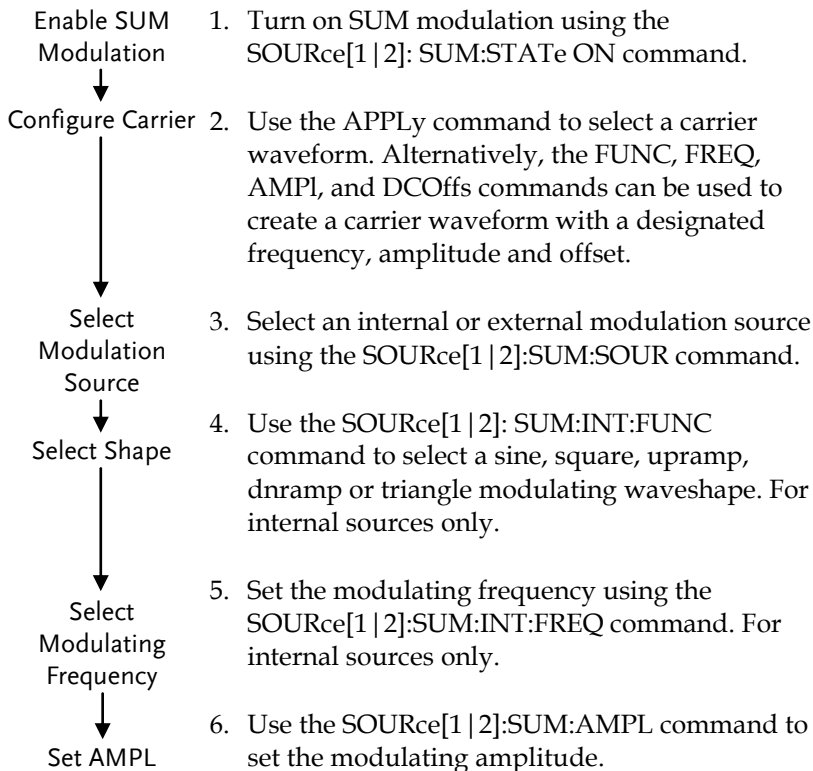 Enable SUM
Modulation
1. Turn on SUM modulation using the
SOURce[1|2]: SUM:STATe ON command.
Configure Carrier
2. Use the APPLy command to select a carrier
waveform. Alternatively, the FUNC, FREQ,
AMPl, and DCOffs commands can be used to
create a carrier waveform with a designated
frequency, amplitude and offset.
Select
Modulation
Source
3. Select an internal or external modulation source
using the SOURce[1|2]:SUM:SOUR command.
Select Shape
4. Use the SOURce[1|2]: SUM:INT:FUNC
command to select a sine, square, upramp,
dnramp or triangle modulating waveshape. For
internal sources only.
Select
Modulating
Frequency
5. Set the modulating frequency using the
SOURce[1|2]:SUM:INT:FREQ command. For
internal sources only.
Set AMPL
6. Use the SOURce[1|2]:SUM:AMPL command to
set the modulating amplitude.